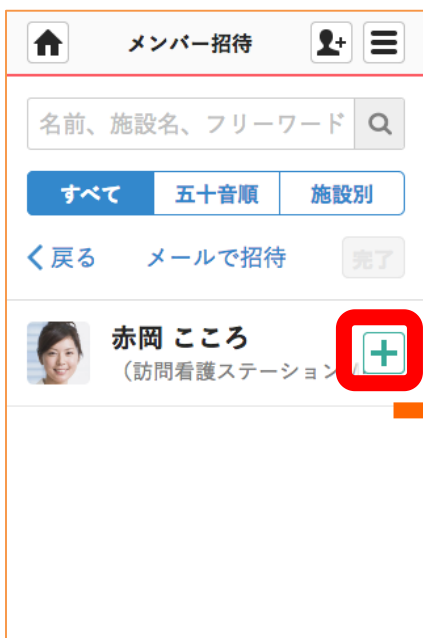 メンバー招待
名前、施設名、フリーワード
すべて 五十音順 施設別
戻る メールで招待 完了
赤岡 こころ
（訪問看護ステーション